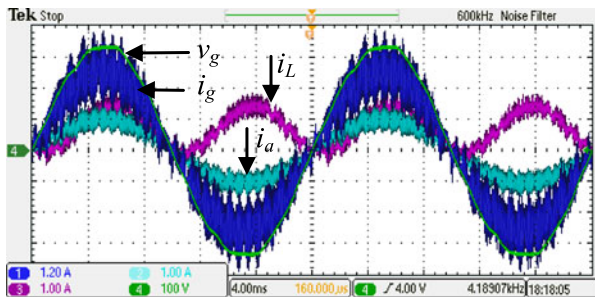 Tek Stop
600kHz Noise Filter
v_g
i_g
i_L
i_a
4
1 1.20 A 2 1.00 A
3 1.00 A 4 100 V
4.00ms 160.000µs 4 4.00 V 4.18907kHz 18:18:05